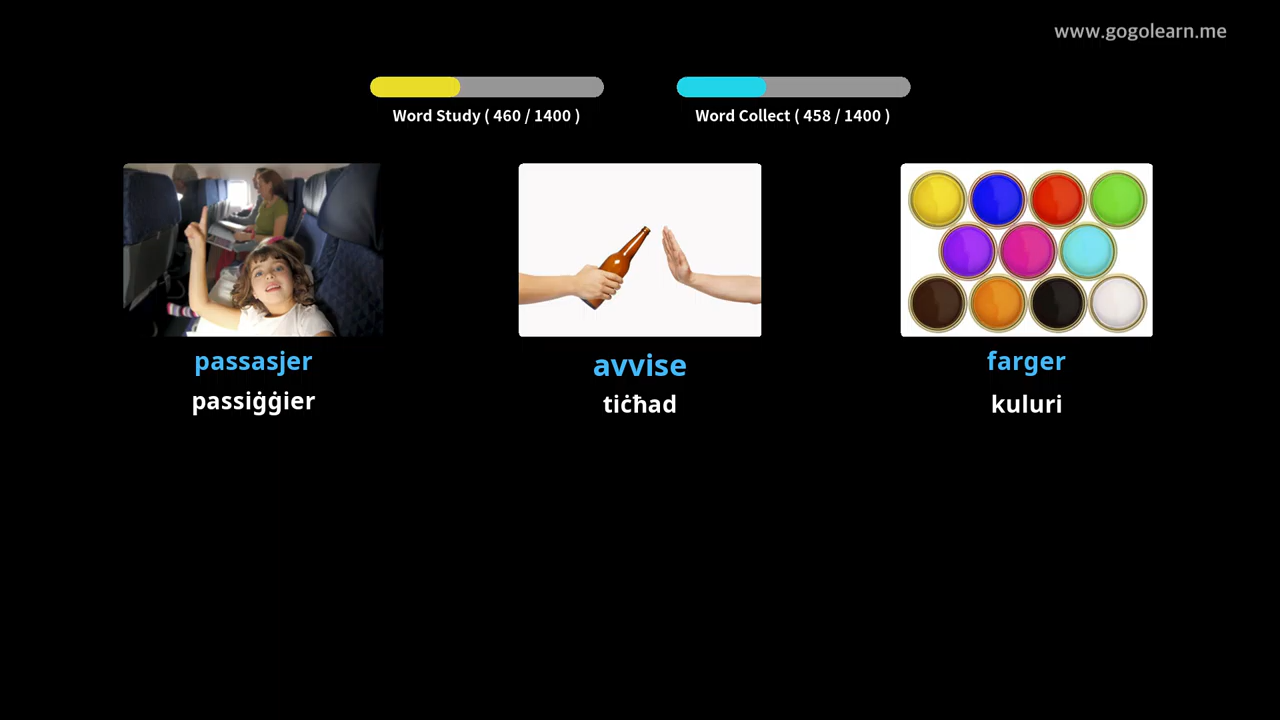 www.gogolearn.me
Word Study ( 460 / 1400 )
Word Collect ( 458 / 1400 )
passasjer
passiġġier
avvise
tiċħad
farger
kuluri